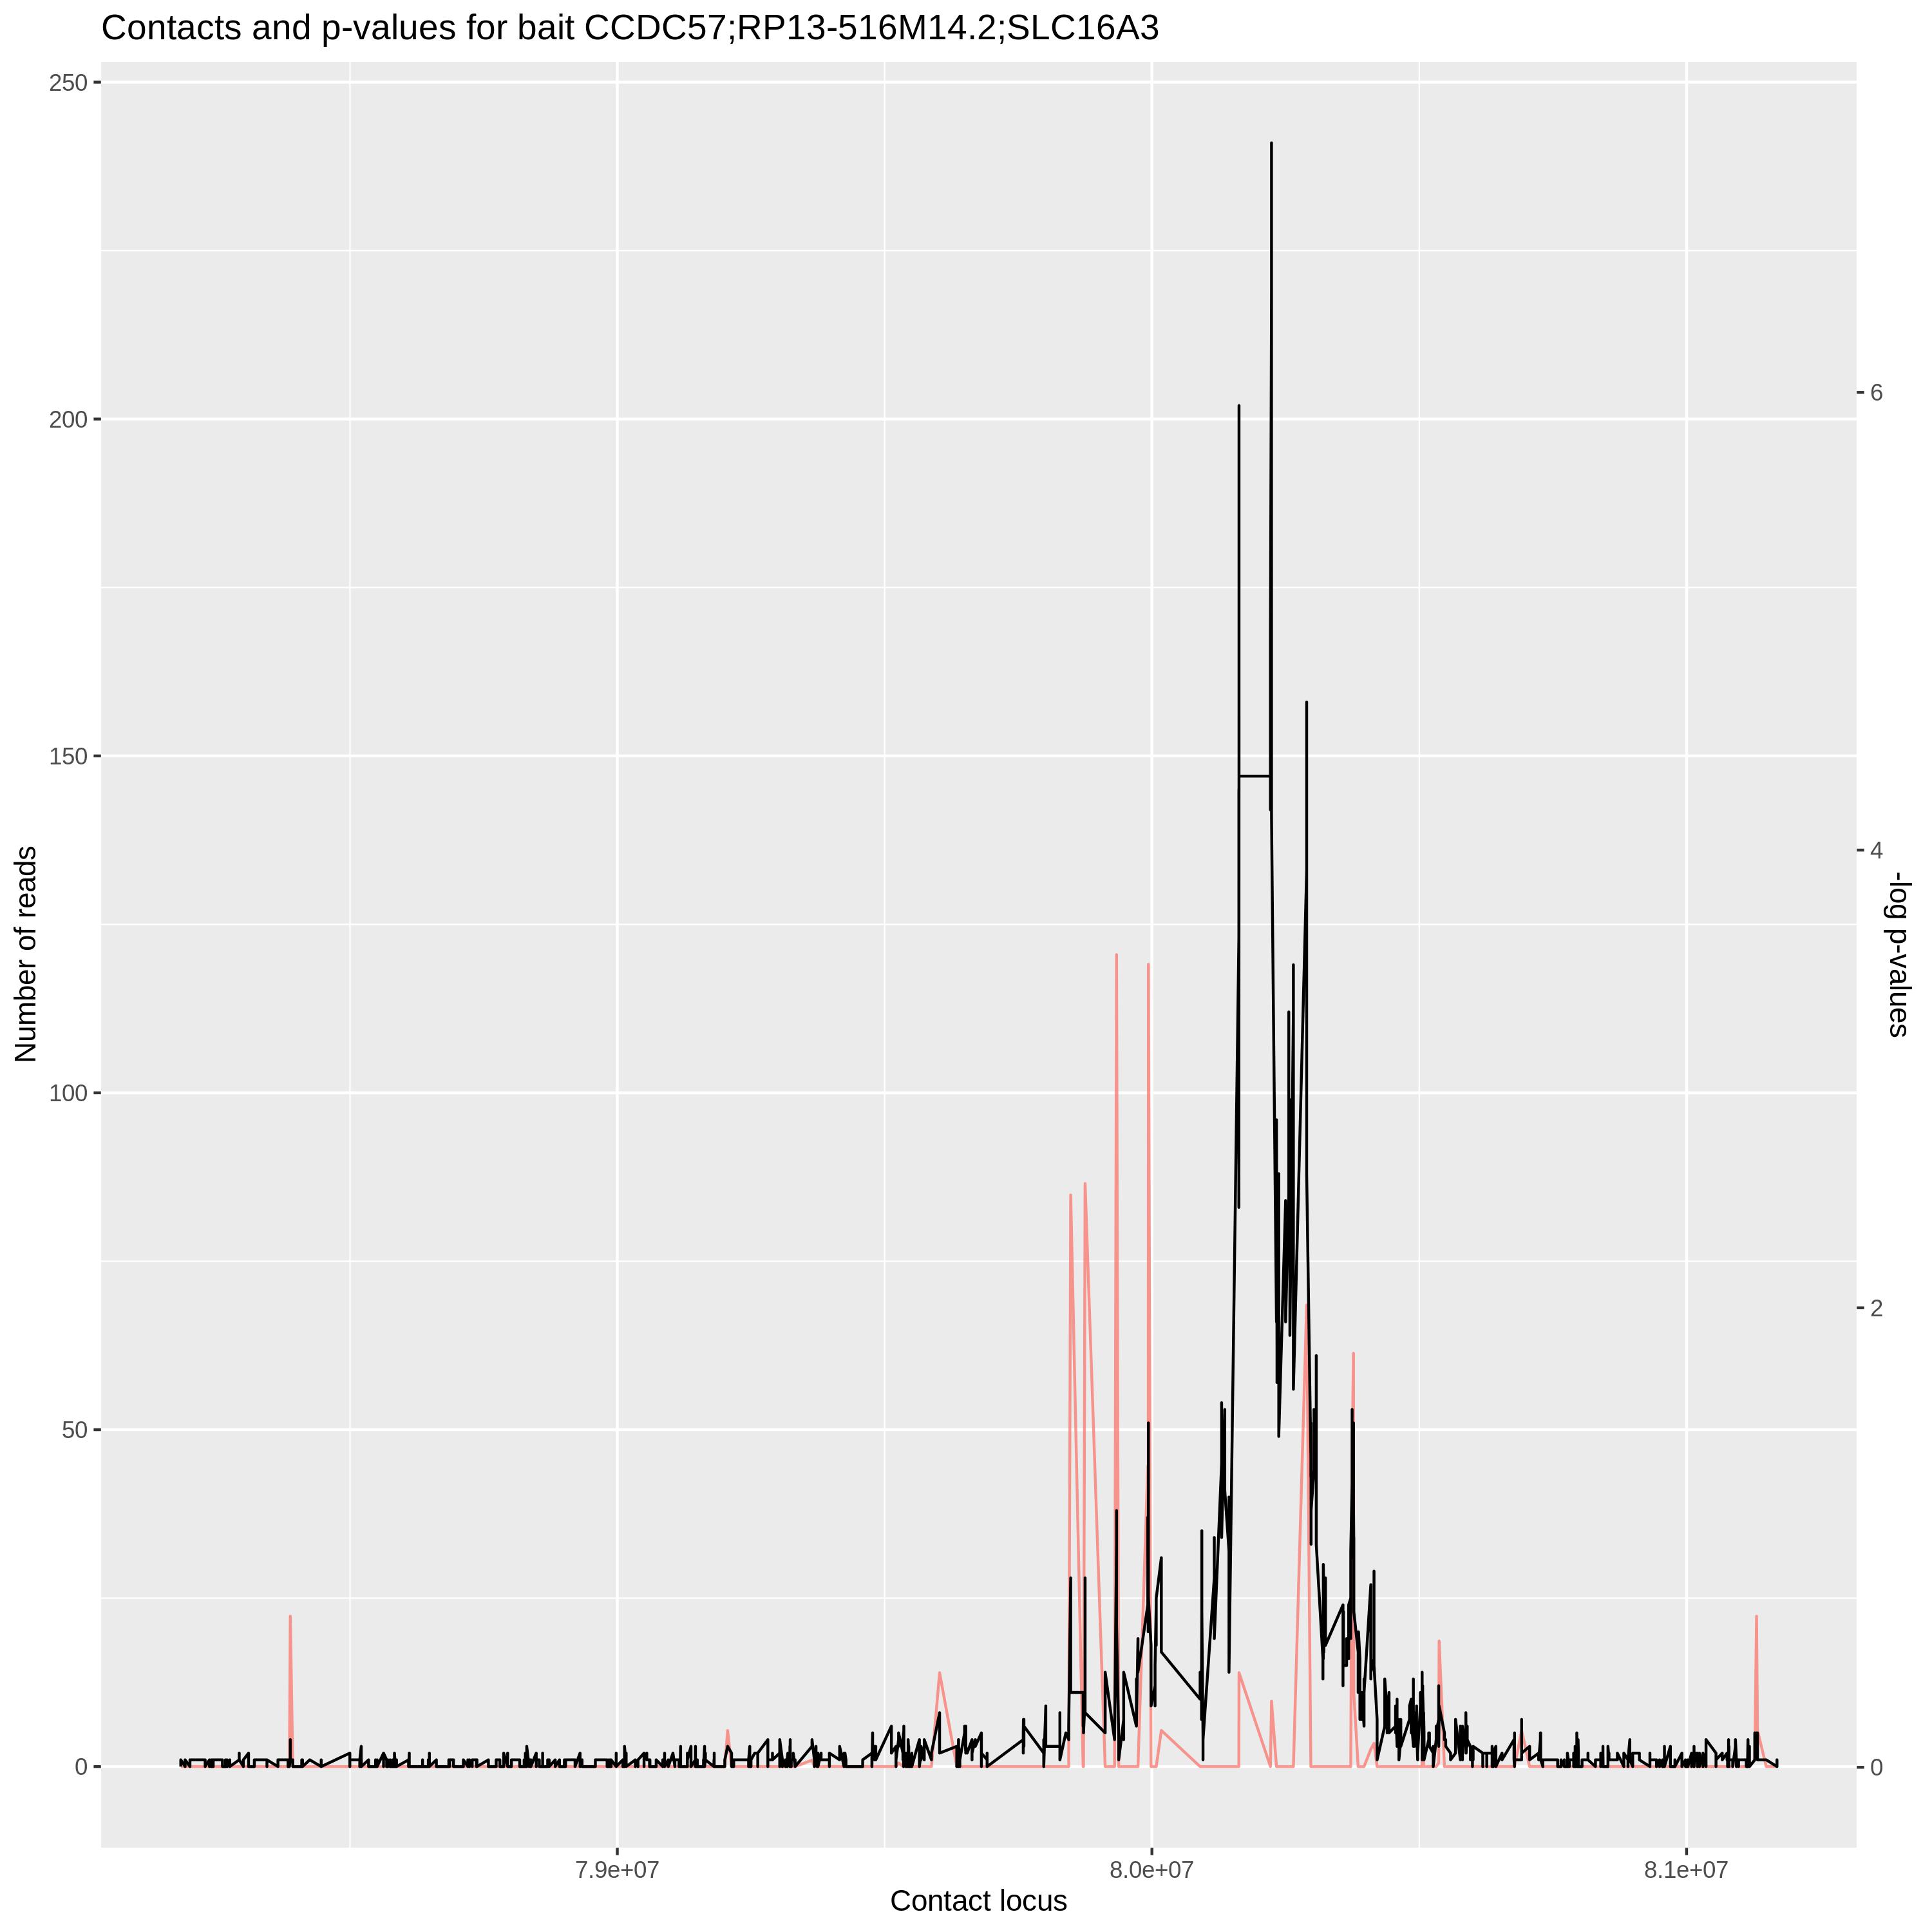 Contacts and p-values for bait CCDC57;RP13-516M14.2;SLC16A3
250
200
150
100
50
0
Number of reads
6
4
2
0
-log p-values
7.9e+07
8.0e+07
8.1e+07
Contact locus